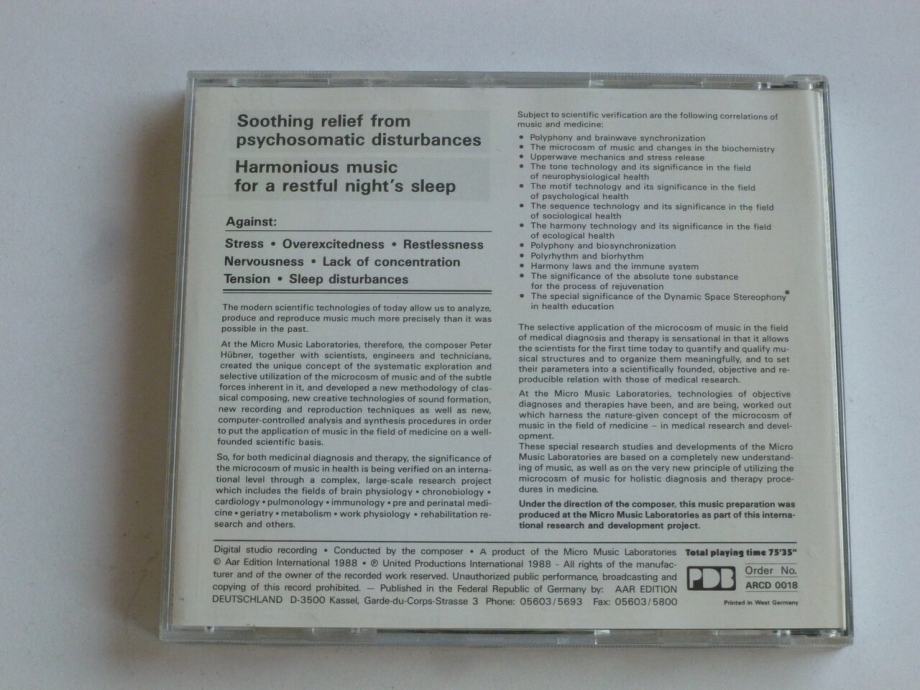 Soothing relief from
psychosomatic disturbances
Harmonious music
for a restful night's sleep
Against:
Stress • Overexcitedness • Restlessness
Nervousness • Lack of concentration
Tension • Sleep disturbances
The modern scientific technologies of today allow us to analyze,
produce and reproduce music much more precisely than it was
possible in the past.
At the Micro Music Laboratories, therefore, the composer Peter
Hübner, together with scientists, engineers and technicians,
created the unique concept of the systematic exploration and
selective utilization of the microcosm of music and of the subtle
forces inherent in it, and developed a new methodology of clas-
sical composing, new creative technologies of sound formation,
new recording and reproduction techniques as well as new,
computer-controlled analysis and synthesis procedures in order
to put the application of music in the field of medicine on a well-
founded scientific basis.
So, for both medicinal diagnosis and therapy, the significance of
the microcosm of music in health is being verified on an interna-
tional level through a complex, large-scale research project
which includes the fields of brain physiology • chronobiology •
cardiology • pulmonology • immunology • pre and perinatal medi-
cine • geriatry • metabolism • work physiology • rehabilitation re-
search and others.
Subject to scientific verification are the following correlations of
music and medicine:
• Polyphony and brainwave synchronization
• The microcosm of music and changes in the biochemistry
• Upperwave mechanics and stress release
• The tone technology and its significance in the field
of neurophysiological health
• The motif technology and its significance in the field
of psychological health
• The sequence technology and its significance in the field
of sociological health
• The harmony technology and its significance in the field
of ecological health
• Polyphony and biosynchronization
• Polyrhythm and biorhythm
• Harmony laws and the immune system
• The significance of the absolute tone substance
for the process of rejuvenation
• The special significance of the Dynamic Space Stereophony®
in health education
The selective application of the microcosm of music in the field
of medical diagnosis and therapy is sensational in that it allows
the scientists for the first time today to quantify and qualify mu-
sical structures and to organize them meaningfully, and to set
their parameters into a scientifically founded, objective and re-
producible relation with those of medical research.
At the Micro Music Laboratories, technologies of objective
diagnoses and therapies have been, and are being, worked out
which harness the nature-given concept of the microcosm of
music in the field of medicine – in medical research and devel-
opment.
These special research studies and developments of the Micro
Music Laboratories are based on a completely new understand-
ing of music, as well as on the very new principle of utilizing the
microcosm of music for holistic diagnosis and therapy proce-
dures in medicine.
Under the direction of the composer, this music preparation was
produced at the Micro Music Laboratories as part of this interna-
tional research and development project.
Digital studio recording • Conducted by the composer • A product of the Micro Music Laboratories
© Aar Edition International 1988 • ℗ United Productions International 1988 - All rights of the manufac-
turer and of the owner of the recorded work reserved. Unauthorized public performance, broadcasting and
copying of this record prohibited. — Published in the Federal Republic of Germany by: AAR EDITION
DEUTSCHLAND D-3500 Kassel, Garde-du-Corps-Strasse 3 Phone: 05603/5693 Fax: 05603/5800
Total playing time 75'35"
PDB
Order No.
ARCD 0018
Printed in West Germany